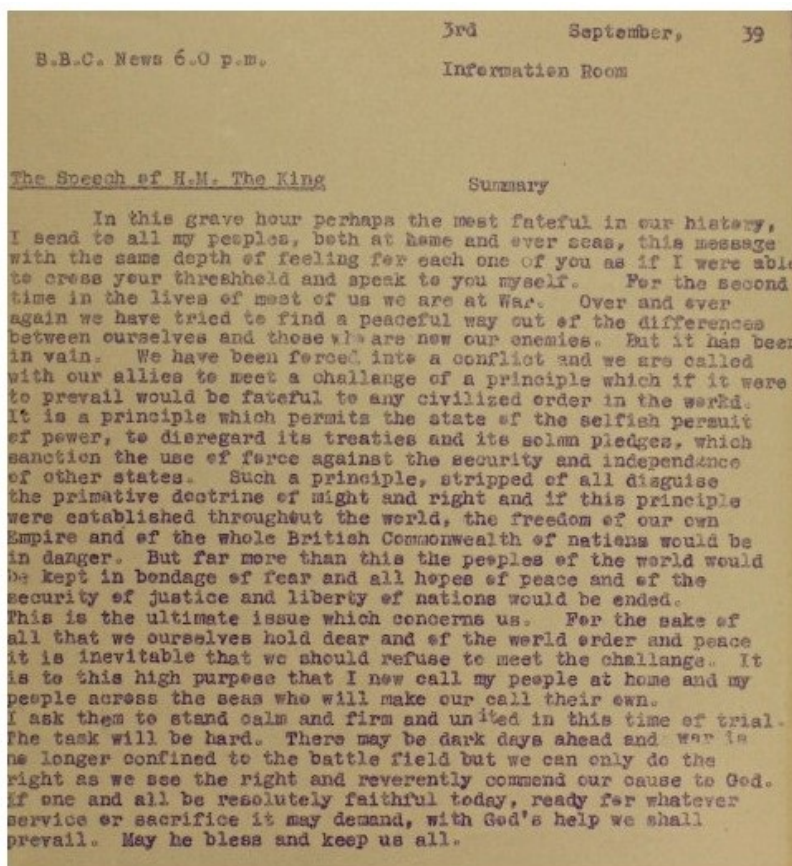 3rd September, 39
B.B.C. News 6.0 p.m.
Information Room
The Speech of H.M. The King Summary
In this grave hour perhaps the most fateful in our history,
I send to all my peoples, both at home and over seas, this message
with the same depth of feeling for each one of you as if I were able
to cross your threshheld and speak to you myself. For the second
time in the lives of most of us we are at War. Over and over
again we have tried to find a peaceful way out of the differences
between ourselves and those who are now our enemies. But it has been
in vain. We have been forced into a conflict and we are called
with our allies to meet a challange of a principle which if it were
to prevail would be fateful to any civilized order in the world.
It is a principle which permits the state of the selfish persuit
of power, to disregard its treaties and its solmn pledges, which
sanction the use of force against the security and independence
of other states. Such a principle, stripped of all disguise
the primative doctrine of might and right and if this principle
were established throughout the world, the freedom of our own
Empire and of the whole British Commonwealth of nations would be
in danger. But far more than this the peoples of the world would
be kept in bondage of fear and all hopes of peace and of the
security of justice and liberty of nations would be ended.
This is the ultimate issue which concerns us. For the sake of
all that we ourselves hold dear and of the world order and peace
it is inevitable that we should refuse to meet the challange. It
is to this high purpose that I now call my people at home and my
people across the seas who will make our call their own.
I ask them to stand calm and firm and united in this time of trial.
The task will be hard. There may be dark days ahead and war is
no longer confined to the battle field but we can only do the
right as we see the right and reverently commend our cause to God.
If one and all be resolutely faithful today, ready for whatever
service or sacrifice it may demand, with God's help we shall
prevail. May he bless and keep us all.